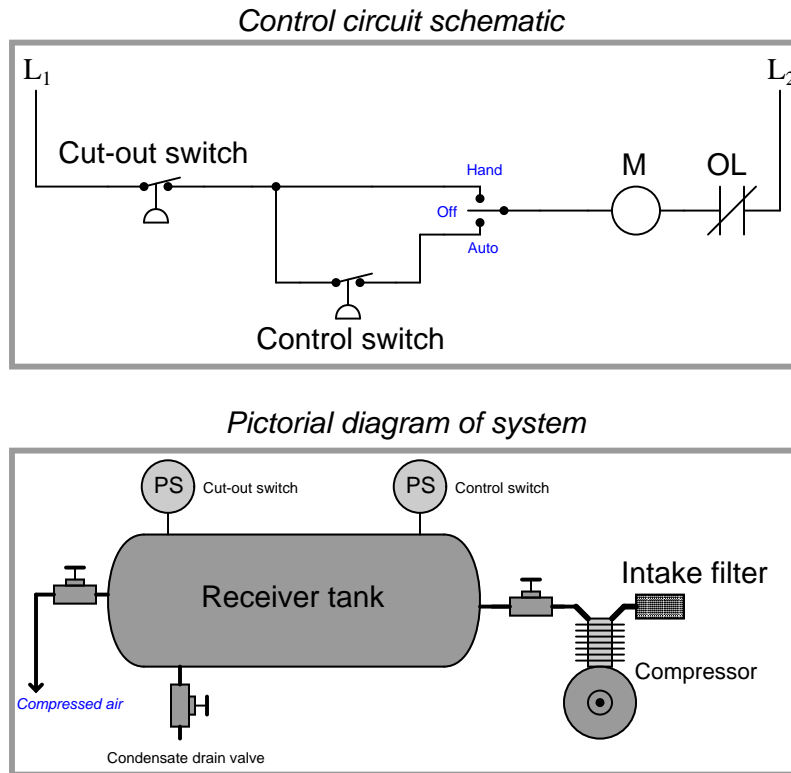 Control circuit schematic
L1 L2
Cut-out switch
Hand
M OL
Off
Auto
Control switch
Pictorial diagram of system
PS Cut-out switch PS Control switch
Receiver tank
Intake filter
Compressor
Compressed air
Condensate drain valve